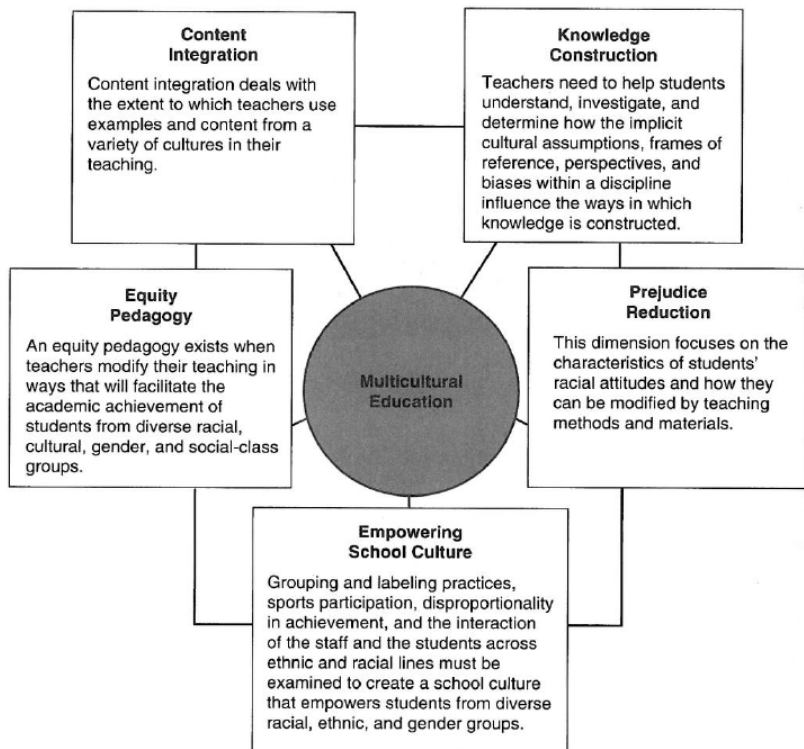 Content
Integration
Content integration deals with
the extent to which teachers use
examples and content from a
variety of cultures in their
teaching.
Knowledge
Construction
Teachers need to help students
understand, investigate, and
determine how the implicit
cultural assumptions, frames of
reference, perspectives, and
biases within a discipline
influence the ways in which
knowledge is constructed.
Equity
Pedagogy
An equity pedagogy exists when
teachers modify their teaching in
ways that will facilitate the
academic achievement of
students from diverse racial,
cultural, gender, and social-class
groups.
Multicultural
Education
Prejudice
Reduction
This dimension focuses on the
characteristics of students'
racial attitudes and how they
can be modified by teaching
methods and materials.
Empowering
School Culture
Grouping and labeling practices,
sports participation, disproportionality
in achievement, and the interaction
of the staff and the students across
ethnic and racial lines must be
examined to create a school culture
that empowers students from diverse
racial, ethnic, and gender groups.